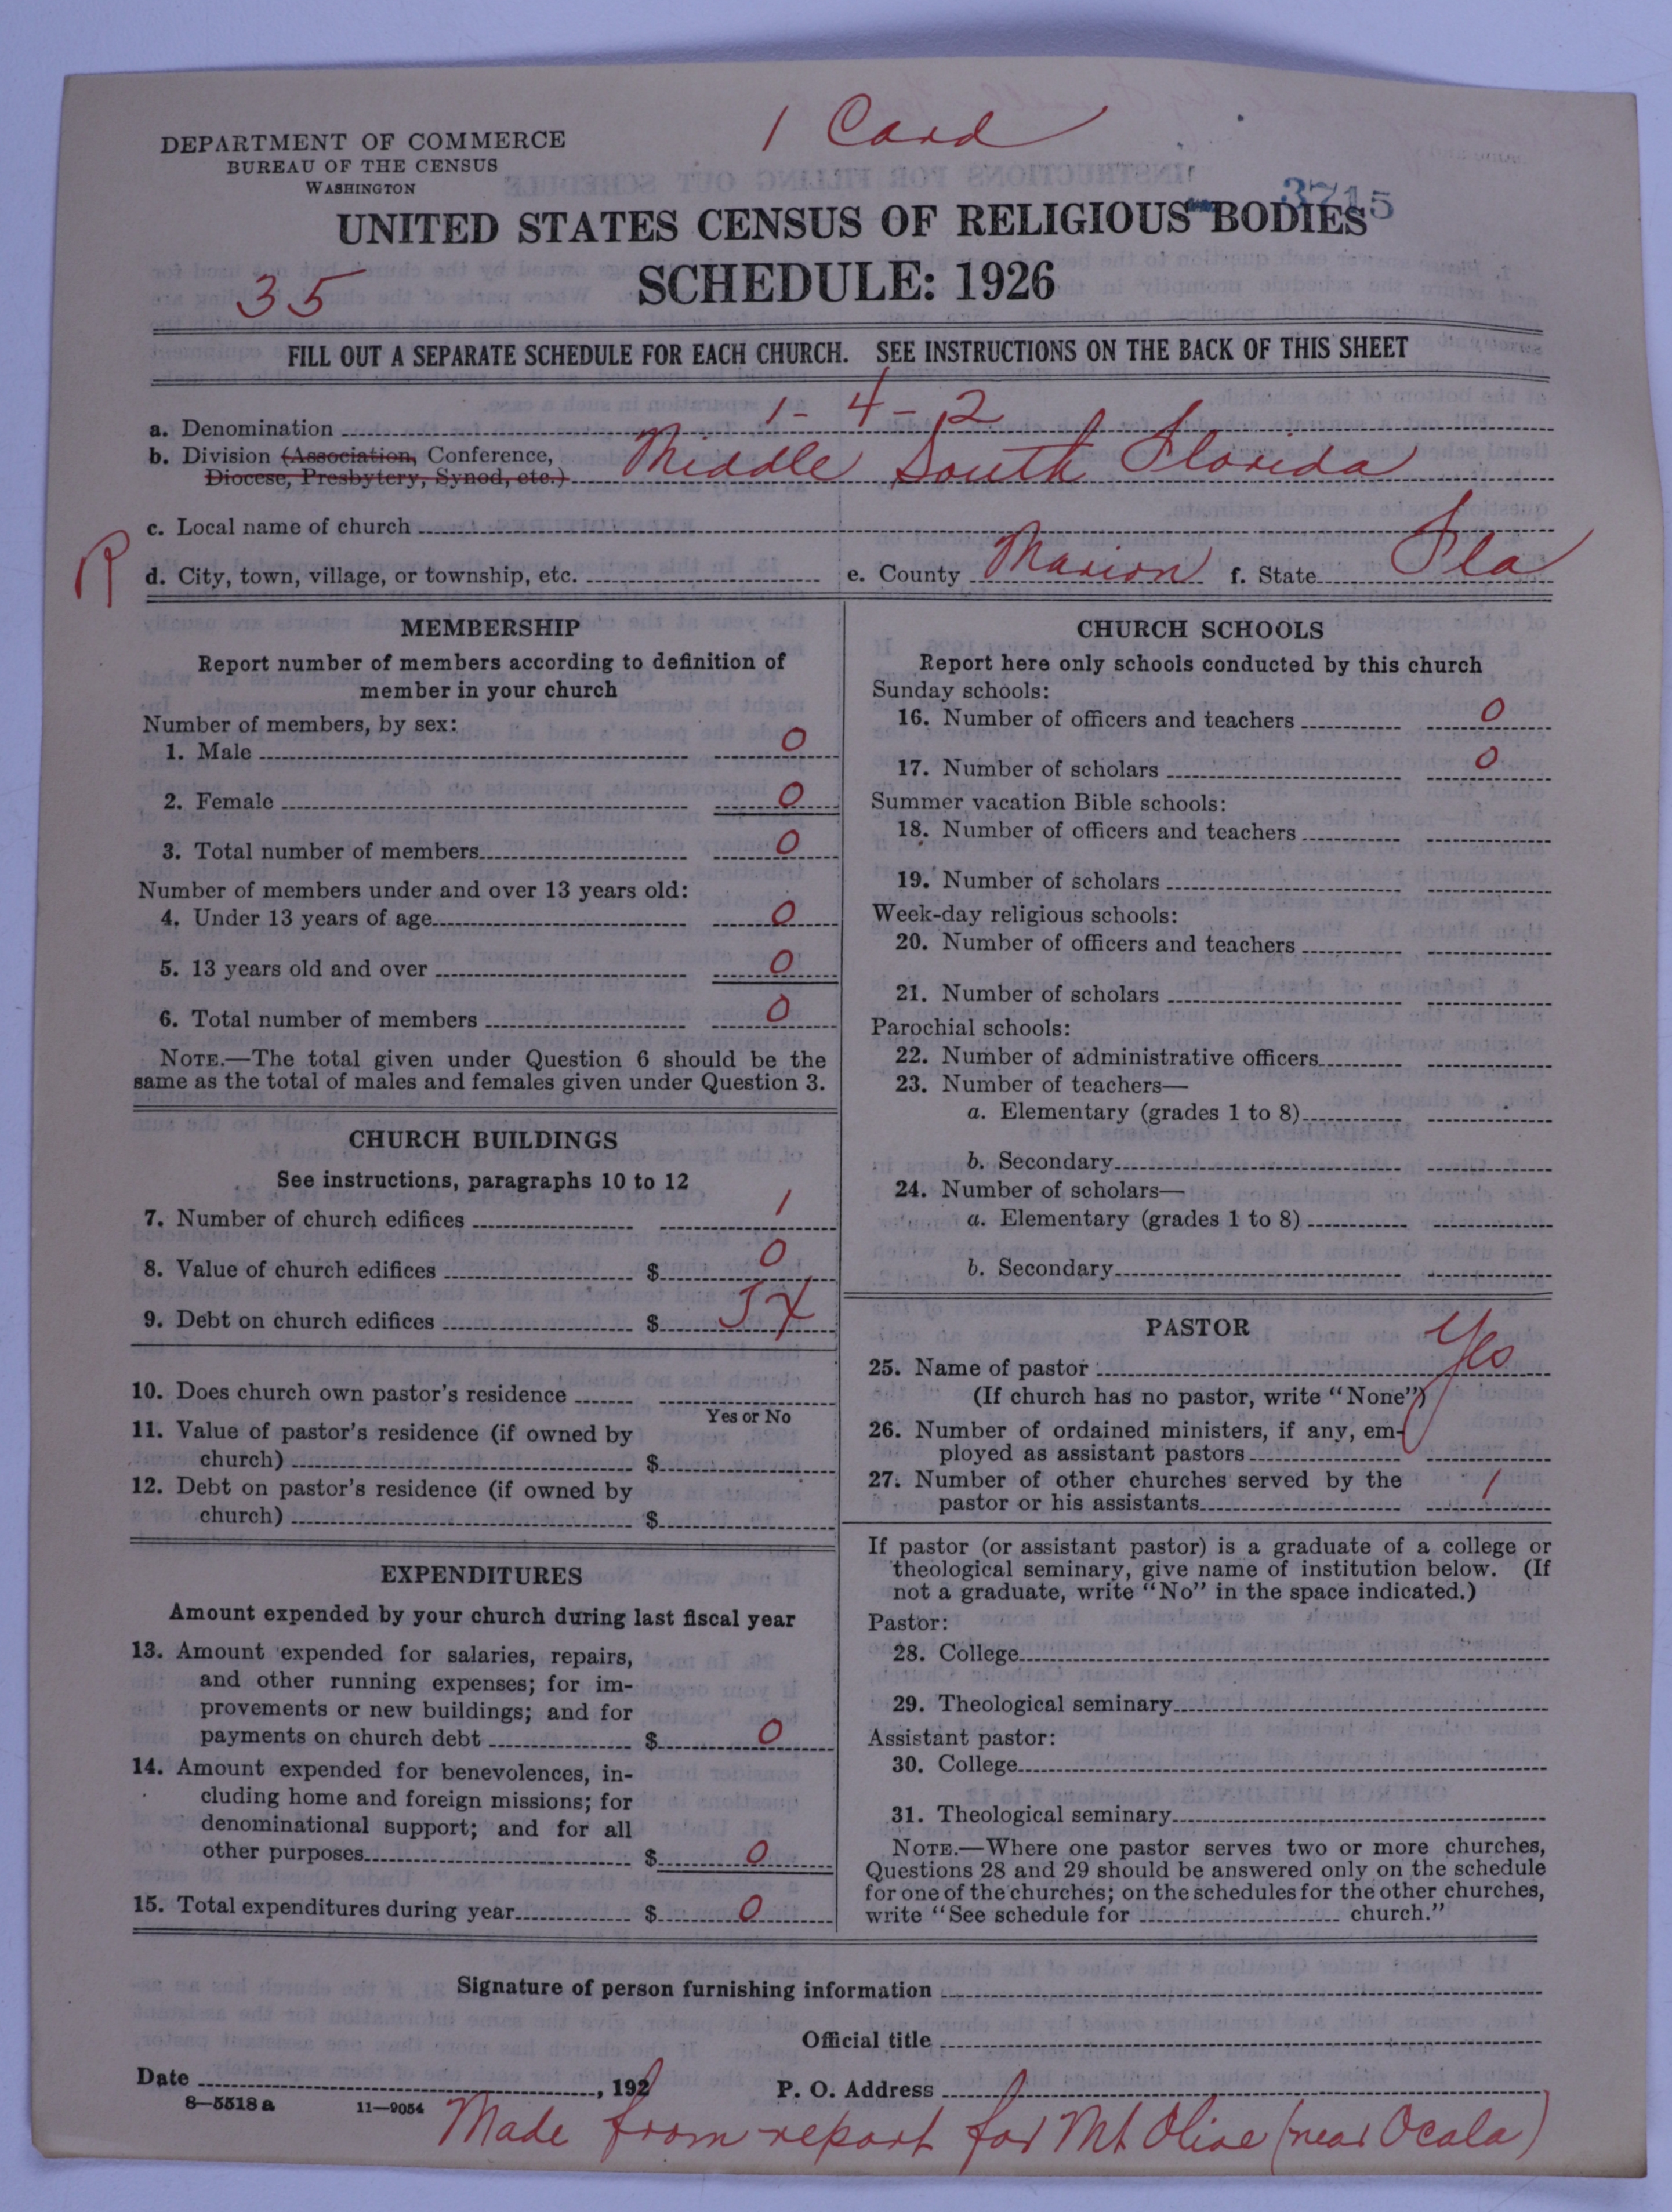 1 Card
DEPARTMENT OF COMMERCE
BUREAU OF THE CENSUS
WASHINGTON
3715
UNITED STATES CENSUS OF RELIGIOUS BODIES
35
SCHEDULE: 1926
FILL OUT A SEPARATE SCHEDULE FOR EACH CHURCH. SEE INSTRUCTIONS ON THE BACK OF THIS SHEET
a. Denomination 1-4-2
b. Division (Association, Conference, Middle South Florida
Diocese, Presbytery, Synod, etc.)
c. Local name of church
R
d. City, town, village, or township, etc. e. County Marion f. State Fla
MEMBERSHIP
Report number of members according to definition of
member in your church
Number of members, by sex:
1. Male 0
2. Female 0
3. Total number of members 0
Number of members under and over 13 years old:
4. Under 13 years of age 0
5. 13 years old and over 0
6. Total number of members 0
NOTE.—The total given under Question 6 should be the
same as the total of males and females given under Question 3.
CHURCH BUILDINGS
See instructions, paragraphs 10 to 12
7. Number of church edifices 1
8. Value of church edifices $ 0
9. Debt on church edifices $
10. Does church own pastor's residence
Yes or No
11. Value of pastor's residence (if owned by
church) $
12. Debt on pastor's residence (if owned by
church) $
EXPENDITURES
Amount expended by your church during last fiscal year
13. Amount expended for salaries, repairs,
and other running expenses; for im-
provements or new buildings; and for
payments on church debt $ 0
14. Amount expended for benevolences, in-
cluding home and foreign missions; for
denominational support; and for all
other purposes $ 0
15. Total expenditures during year $ 0
CHURCH SCHOOLS
Report here only schools conducted by this church
Sunday schools:
16. Number of officers and teachers 0
17. Number of scholars 0
Summer vacation Bible schools:
18. Number of officers and teachers
19. Number of scholars
Week-day religious schools:
20. Number of officers and teachers
21. Number of scholars
Parochial schools:
22. Number of administrative officers
23. Number of teachers—
a. Elementary (grades 1 to 8)
b. Secondary
24. Number of scholars—
a. Elementary (grades 1 to 8)
b. Secondary
PASTOR
25. Name of pastor Yes
(If church has no pastor, write "None")
26. Number of ordained ministers, if any, em-
ployed as assistant pastors
27. Number of other churches served by the
pastor or his assistants 1
If pastor (or assistant pastor) is a graduate of a college or
theological seminary, give name of institution below. (If
not a graduate, write "No" in the space indicated.)
Pastor:
28. College
29. Theological seminary
Assistant pastor:
30. College
31. Theological seminary
NOTE.—Where one pastor serves two or more churches,
Questions 28 and 29 should be answered only on the schedule
for one of the churches; on the schedules for the other churches,
write "See schedule for church."
Signature of person furnishing information
Official title
Date , 192 P. O. Address
8—5518 a 11—9054
Made from report for Mt Olive (near Ocala)